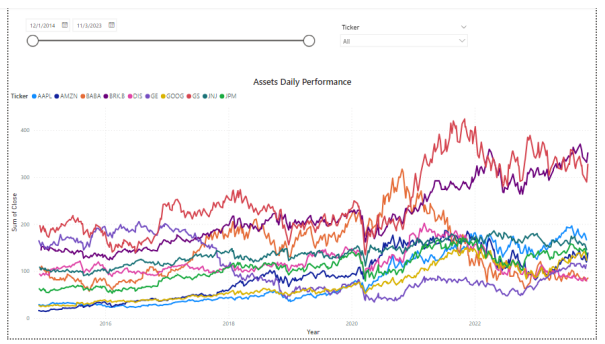 12/1/2014 11/3/2023
Ticker
All
Assets Daily Performance
Ticker AAPL AMZN BABA BRK.B DIS GE GOOG GS JNJ JPM
400
300
200
100
0
Sum of Close
2016 2018 2020 2022
Year